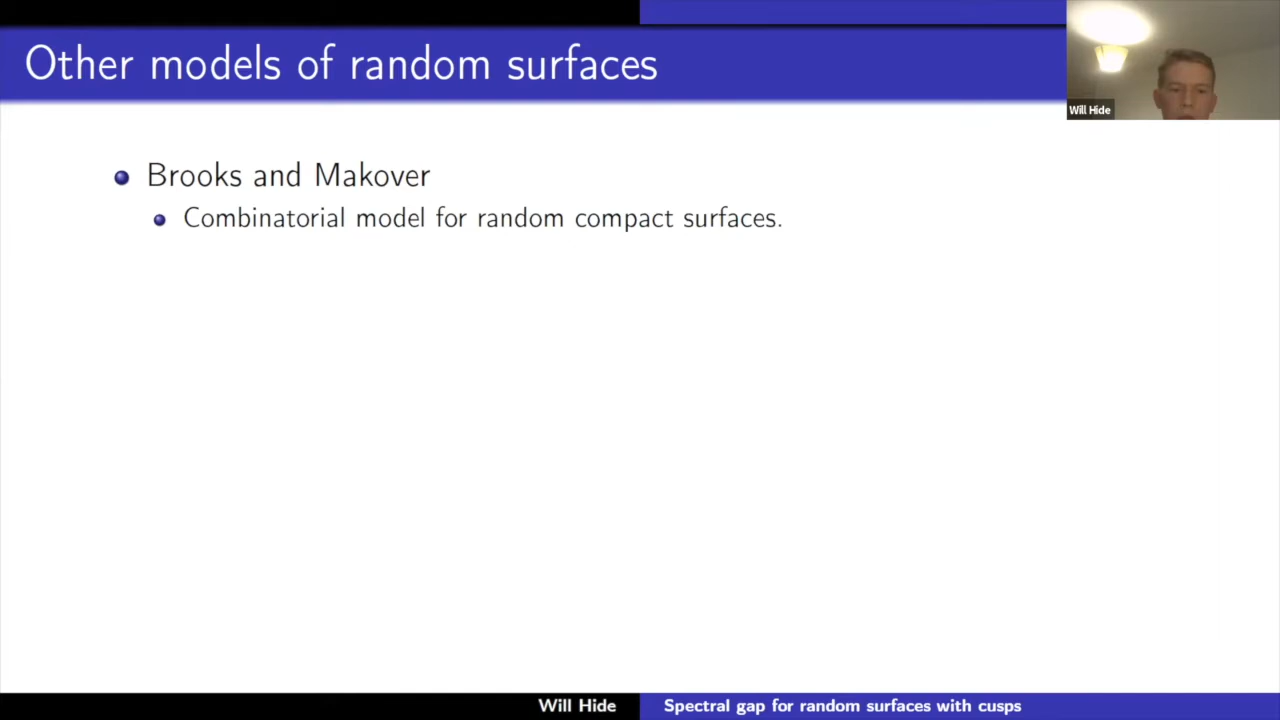 Other models of random surfaces
Will Hide
Brooks and Makover
Combinatorial model for random compact surfaces.
Will Hide
Spectral gap for random surfaces with cusps